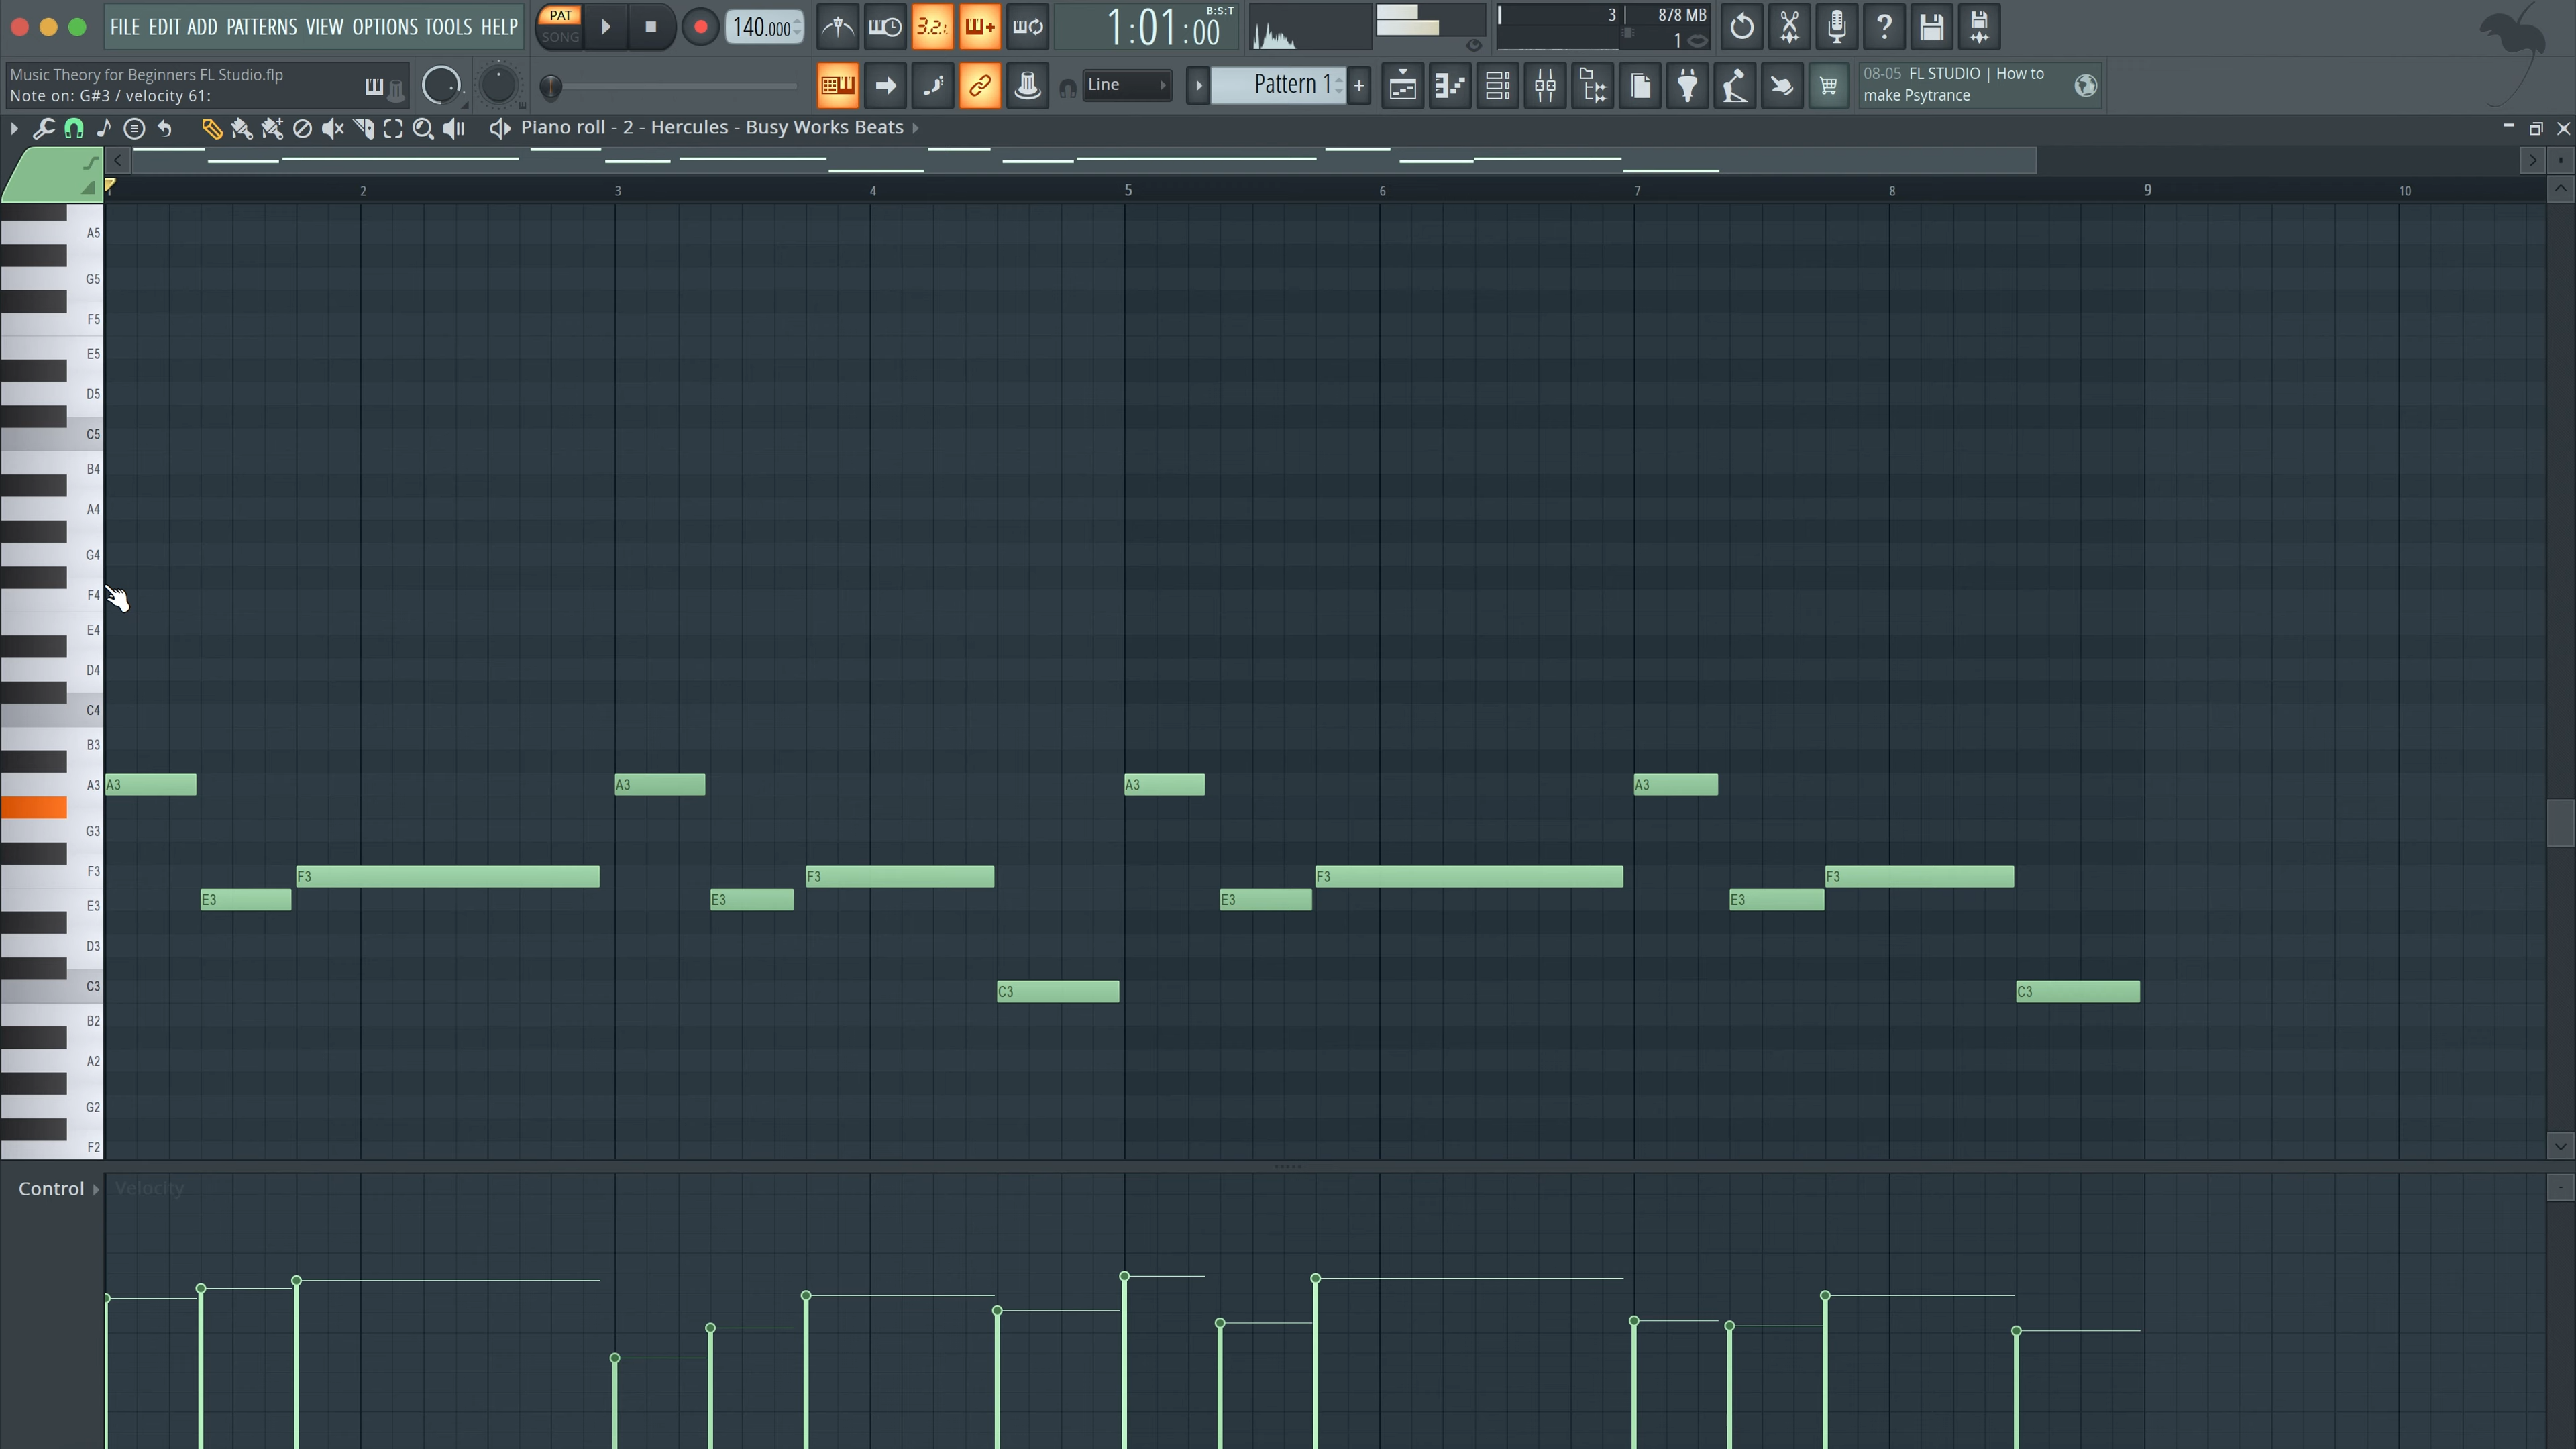 FILE EDIT ADD PATTERNS VIEW OPTIONS TOOLS HELP
PAT
SONG
140.000
3.2.
1:01:00
B:S:T
3
878 MB
1
Music Theory for Beginners FL Studio.flp
Note on: G#3 / velocity 61:
Line
Pattern 1
08-05 FL STUDIO | How to
make Psytrance
Piano roll - 2 - Hercules - Busy Works Beats
2 3 4 5 6 7 8 9 10
A5
G5
F5
E5
D5
C5
B4
A4
G4
F4
E4
D4
C4
B3
A3 A3 A3 A3 A3
G3
F3 F3 F3 F3 F3
E3 E3 E3 E3 E3
D3
C3 C3 C3
B2
A2
G2
F2
Control Velocity